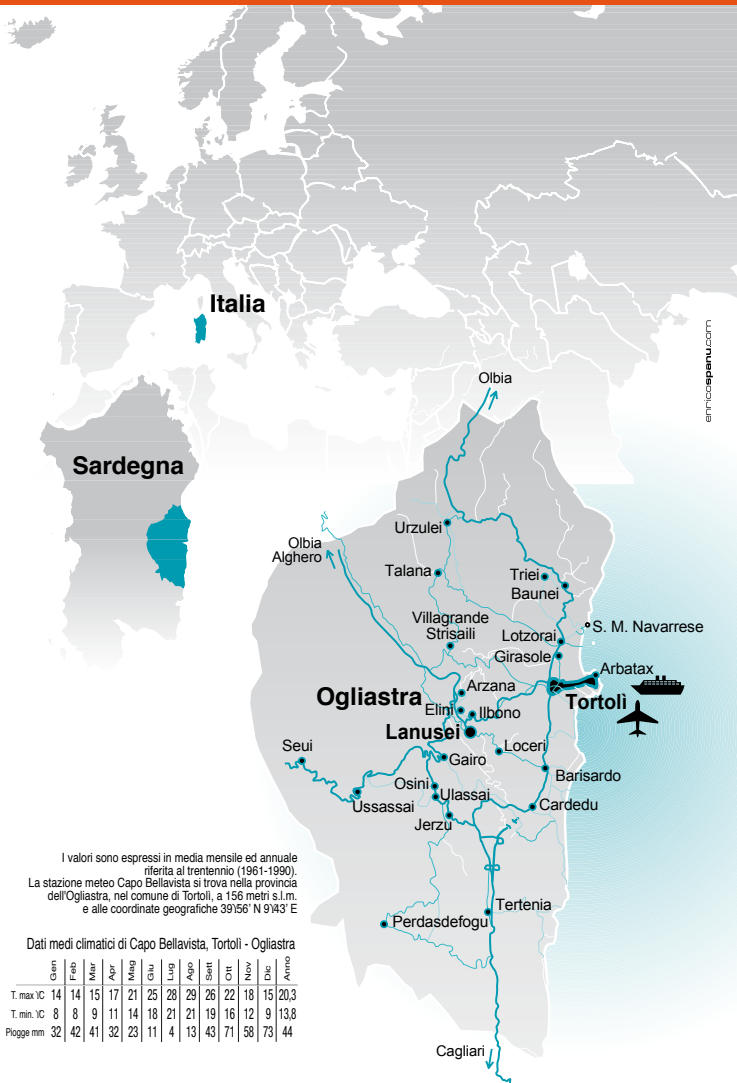 Italia
enricospanu.com
Olbia
Sardegna
Urzulei
Olbia
Alghero
Talana
Triei
Baunei
Villagrande
Strisaili
S. M. Navarrese
Lotzorai
Girasole
Arbatax
Arzana
Ogliastra
Tortolì
Elini
Ilbono
Lanusei
Seui
Loceri
Gairo
Barisardo
Osini
Ulassai
Ussassai
Cardedu
Jerzu
I valori sono espressi in media mensile ed annuale
riferita al trentennio (1961-1990).
La stazione meteo Capo Bellavista si trova nella provincia
dell'Ogliastra, nel comune di Tortolì, a 156 metri s.l.m.
e alle coordinate geografiche 39\56' N 9\43' E
Tertenia
Perdasdefogu
Dati medi climatici di Capo Bellavista, Tortolì - Ogliastra
Gen Feb Mar Apr Mag Giu Lug Ago Sett Ott Nov Dic Anno
T. max \C 14 14 15 17 21 25 28 29 26 22 18 15 20,3
T. min. \C 8 8 9 11 14 18 21 21 19 16 12 9 13,8
Piogge mm 32 42 41 32 23 11 4 13 43 71 58 73 44
Cagliari